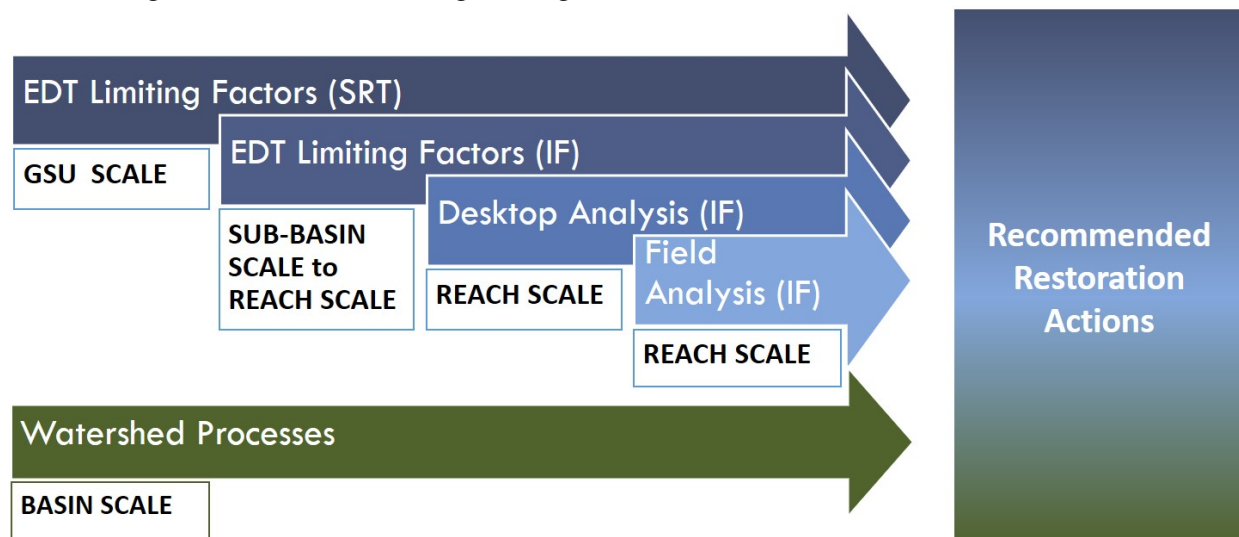 EDT Limiting Factors (SRT)
GSU SCALE
EDT Limiting Factors (IF)
SUB-BASIN
SCALE to
REACH SCALE
Desktop Analysis (IF)
REACH SCALE
Field
Analysis (IF)
REACH SCALE
Watershed Processes
BASIN SCALE
Recommended
Restoration
Actions